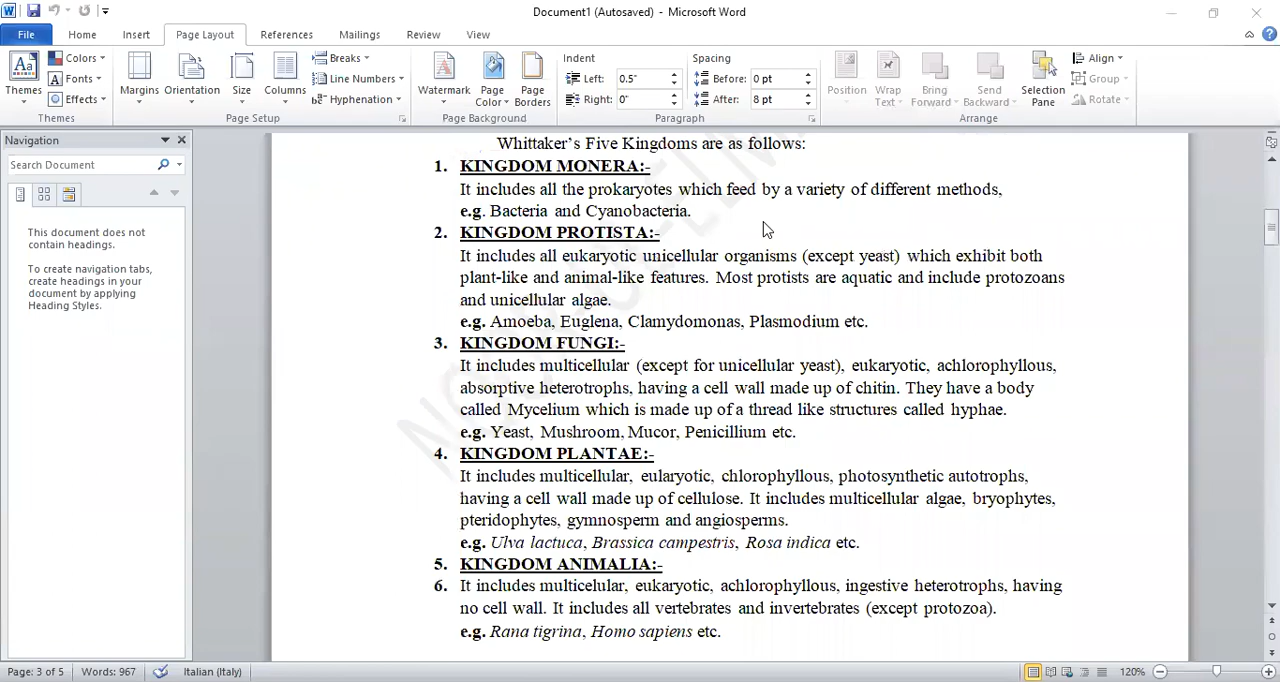 Document1 (Autosaved) - Microsoft Word
File Home Insert Page Layout References Mailings Review View
Themes
Colors
Fonts
Effects
Themes
Margins Orientation Size Columns
Breaks
Line Numbers
Hyphenation
Page Setup
Watermark Page Color Page Borders
Page Background
Indent
Left: 0.5"
Right: 0"
Spacing
Before: 0 pt
After: 8 pt
Paragraph
Position Wrap Text Bring Forward Send Backward Selection Pane
Align
Group
Rotate
Arrange
Navigation
Search Document
This document does not
contain headings.
To create navigation tabs,
create headings in your
document by applying
Heading Styles.
Whittaker's Five Kingdoms are as follows:
1. KINGDOM MONERA:-
It includes all the prokaryotes which feed by a variety of different methods,
e.g. Bacteria and Cyanobacteria.
2. KINGDOM PROTISTA:-
It includes all eukaryotic unicellular organisms (except yeast) which exhibit both
plant-like and animal-like features. Most protists are aquatic and include protozoans
and unicellular algae.
e.g. Amoeba, Euglena, Clamydomonas, Plasmodium etc.
3. KINGDOM FUNGI:-
It includes multicellular (except for unicellular yeast), eukaryotic, achlorophyllous,
absorptive heterotrophs, having a cell wall made up of chitin. They have a body
called Mycelium which is made up of a thread like structures called hyphae.
e.g. Yeast, Mushroom, Mucor, Penicillium etc.
4. KINGDOM PLANTAE:-
It includes multicellular, eularyotic, chlorophyllous, photosynthetic autotrophs,
having a cell wall made up of cellulose. It includes multicellular algae, bryophytes,
pteridophytes, gymnosperm and angiosperms.
e.g. Ulva lactuca, Brassica campestris, Rosa indica etc.
5. KINGDOM ANIMALIA:-
6. It includes multicelular, eukaryotic, achlorophyllous, ingestive heterotrophs, having
no cell wall. It includes all vertebrates and invertebrates (except protozoa).
e.g. Rana tigrina, Homo sapiens etc.
Page: 3 of 5 Words: 967 Italian (Italy) 120%